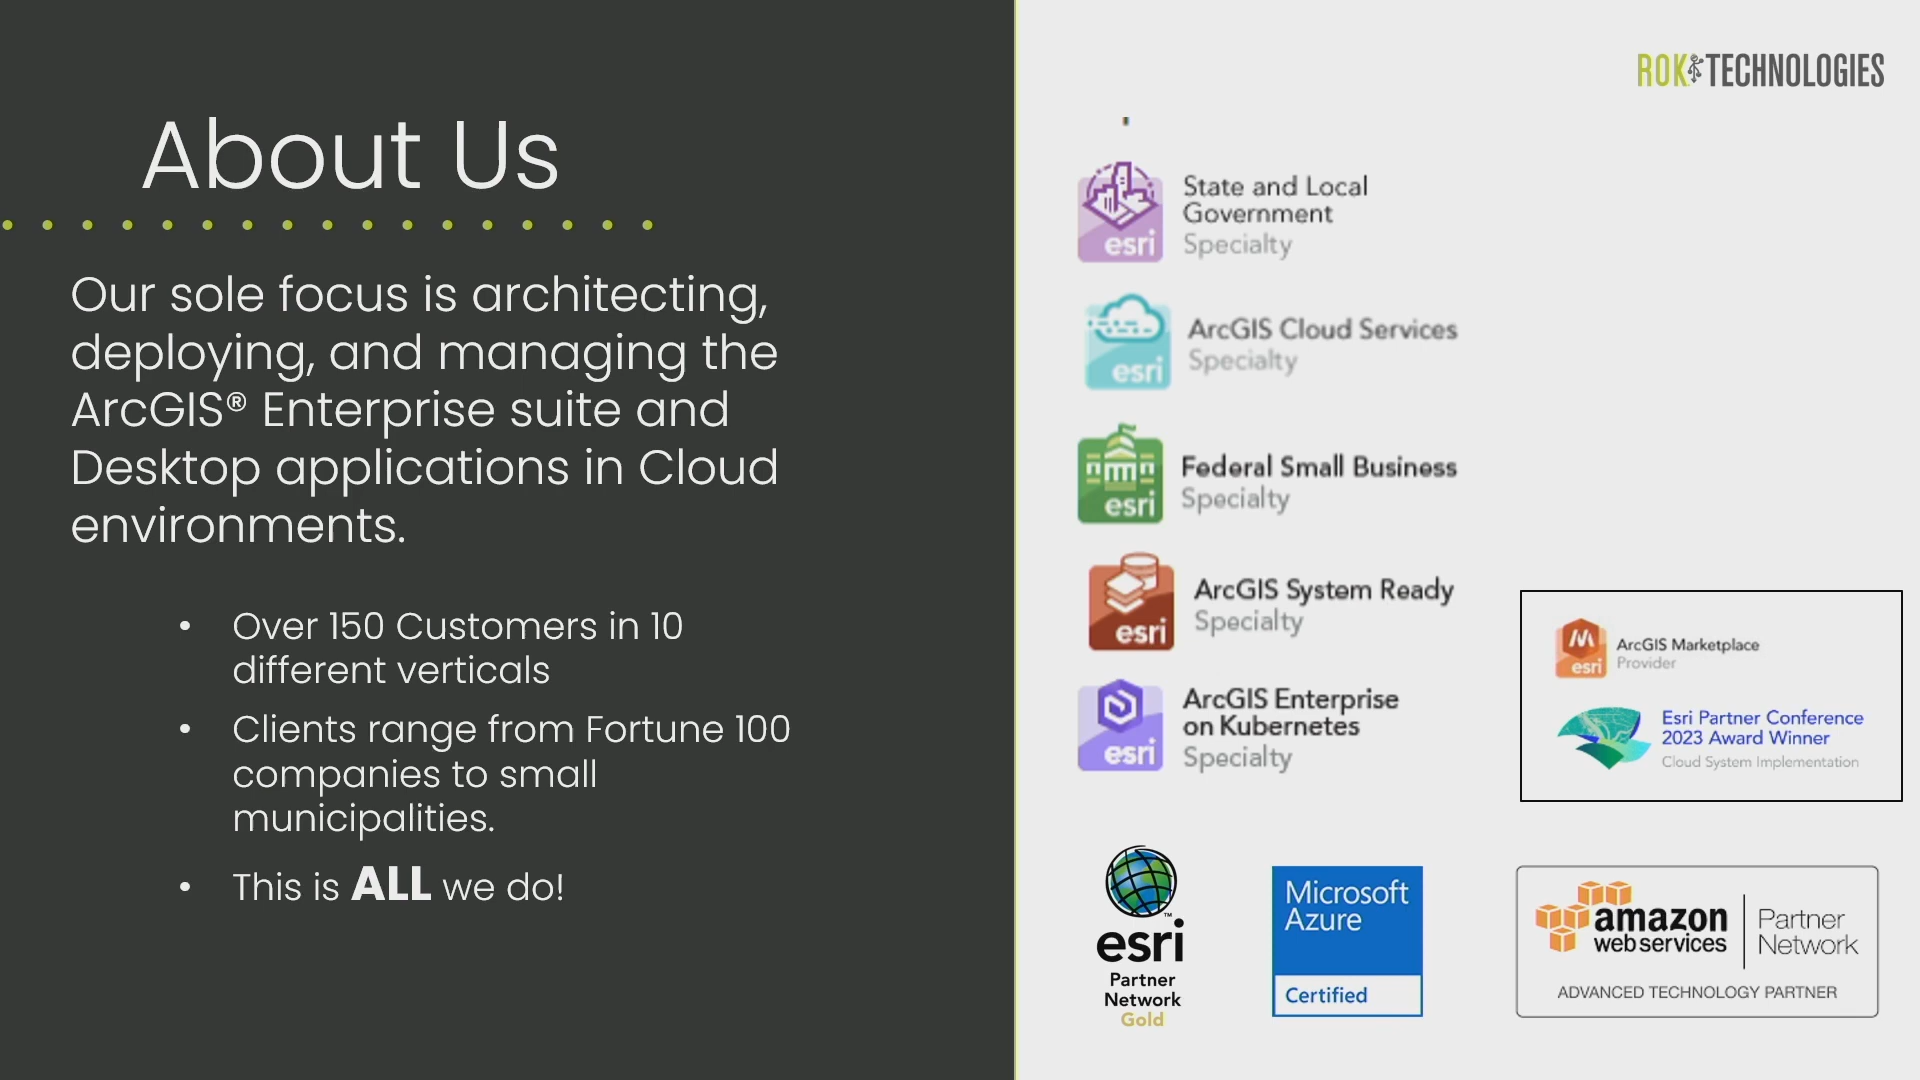 About Us
Our sole focus is architecting,
deploying, and managing the
ArcGIS® Enterprise suite and
Desktop applications in Cloud
environments.
• Over 150 Customers in 10
different verticals
• Clients range from Fortune 100
companies to small
municipalities.
• This is ALL we do!
ROK TECHNOLOGIES
esri
State and Local
Government
Specialty
esri
ArcGIS Cloud Services
Specialty
esri
Federal Small Business
Specialty
esri
ArcGIS System Ready
Specialty
esri
ArcGIS Enterprise
on Kubernetes
Specialty
esri
ArcGIS Marketplace
Provider
Esri Partner Conference
2023 Award Winner
Cloud System Implementation
™
esri
Partner
Network
Gold
Microsoft
Azure
Certified
amazon
web services
Partner
Network
ADVANCED TECHNOLOGY PARTNER